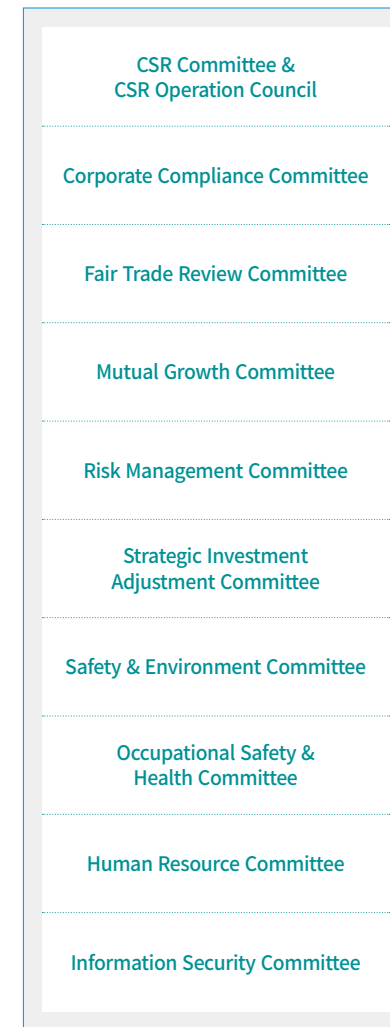 CSR Committee &
CSR Operation Council
Corporate Compliance Committee
Fair Trade Review Committee
Mutual Growth Committee
Risk Management Committee
Strategic Investment
Adjustment Committee
Safety & Environment Committee
Occupational Safety &
Health Committee
Human Resource Committee
Information Security Committee